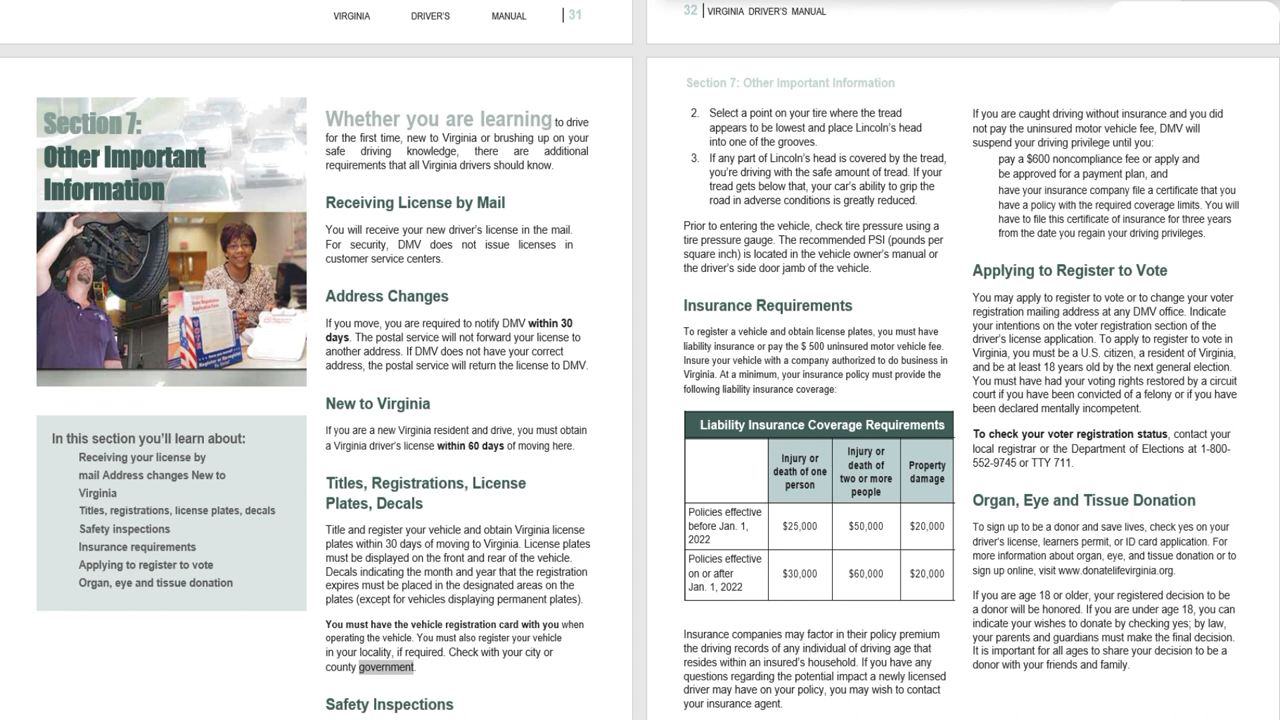 VIRGINIA DRIVER'S MANUAL 31
Section 7:
Other Important
Information
In this section you'll learn about:
Receiving your license by
mail Address changes New to
Virginia
Titles, registrations, license plates, decals
Safety inspections
Insurance requirements
Applying to register to vote
Organ, eye and tissue donation
Whether you are learning to drive
for the first time, new to Virginia or brushing up on your
safe driving knowledge, there are additional
requirements that all Virginia drivers should know.
Receiving License by Mail
You will receive your new driver's license in the mail.
For security, DMV does not issue licenses in
customer service centers.
Address Changes
If you move, you are required to notify DMV within 30
days. The postal service will not forward your license to
another address. If DMV does not have your correct
address, the postal service will return the license to DMV.
New to Virginia
If you are a new Virginia resident and drive, you must obtain
a Virginia driver's license within 60 days of moving here.
Titles, Registrations, License
Plates, Decals
Title and register your vehicle and obtain Virginia license
plates within 30 days of moving to Virginia. License plates
must be displayed on the front and rear of the vehicle.
Decals indicating the month and year that the registration
expires must be placed in the designated areas on the
plates (except for vehicles displaying permanent plates).
You must have the vehicle registration card with you when
operating the vehicle. You must also register your vehicle
in your locality, if required. Check with your city or
county government.
Safety Inspections
32 VIRGINIA DRIVER'S MANUAL
Section 7: Other Important Information
2. Select a point on your tire where the tread
appears to be lowest and place Lincoln's head
into one of the grooves.
3. If any part of Lincoln's head is covered by the tread,
you're driving with the safe amount of tread. If your
tread gets below that, your car's ability to grip the
road in adverse conditions is greatly reduced.
Prior to entering the vehicle, check tire pressure using a
tire pressure gauge. The recommended PSI (pounds per
square inch) is located in the vehicle owner's manual or
the driver's side door jamb of the vehicle.
Insurance Requirements
To register a vehicle and obtain license plates, you must have
liability insurance or pay the $ 500 uninsured motor vehicle fee.
Insure your vehicle with a company authorized to do business in
Virginia. At a minimum, your insurance policy must provide the
following liability insurance coverage:
Liability Insurance Coverage Requirements
Injury or
death of one
person
Injury or
death of
two or more
people
Property
damage
Policies effective
before Jan. 1,
2022
$25,000 $50,000 $20,000
Policies effective
on or after
Jan. 1, 2022
$30,000 $60,000 $20,000
Insurance companies may factor in their policy premium
the driving records of any individual of driving age that
resides within an insured's household. If you have any
questions regarding the potential impact a newly licensed
driver may have on your policy, you may wish to contact
your insurance agent.
If you are caught driving without insurance and you did
not pay the uninsured motor vehicle fee, DMV will
suspend your driving privilege until you:
pay a $600 noncompliance fee or apply and
be approved for a payment plan, and
have your insurance company file a certificate that you
have a policy with the required coverage limits. You will
have to file this certificate of insurance for three years
from the date you regain your driving privileges.
Applying to Register to Vote
You may apply to register to vote or to change your voter
registration mailing address at any DMV office. Indicate
your intentions on the voter registration section of the
driver's license application. To apply to register to vote in
Virginia, you must be a U.S. citizen, a resident of Virginia,
and be at least 18 years old by the next general election.
You must have had your voting rights restored by a circuit
court if you have been convicted of a felony or if you have
been declared mentally incompetent.
To check your voter registration status, contact your
local registrar or the Department of Elections at 1-800-
552-9745 or TTY 711.
Organ, Eye and Tissue Donation
To sign up to be a donor and save lives, check yes on your
driver's license, learners permit, or ID card application. For
more information about organ, eye, and tissue donation or to
sign up online, visit www.donatelifevirginia.org.
If you are age 18 or older, your registered decision to be
a donor will be honored. If you are under age 18, you can
indicate your wishes to donate by checking yes; by law,
your parents and guardians must make the final decision.
It is important for all ages to share your decision to be a
donor with your friends and family.